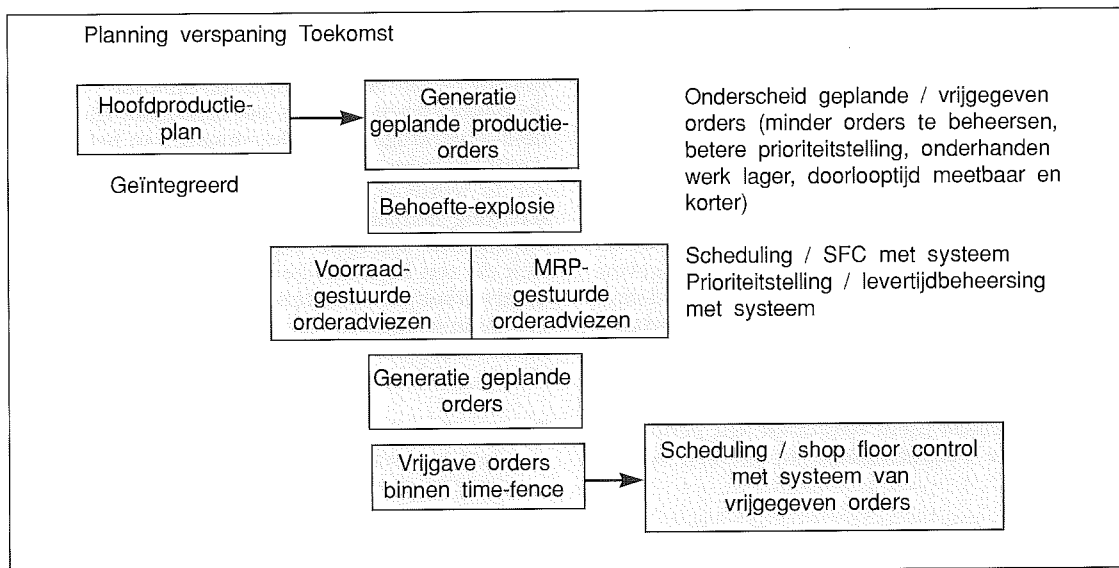 Planning verspaning Toekomst
Hoofdproductie-
plan
Geïntegreerd
Generatie
geplande productie-
orders
Onderscheid geplande / vrijgegeven
orders (minder orders te beheersen,
betere prioriteitstelling, onderhanden
werk lager, doorlooptijd meetbaar en
korter)
Behoefte-explosie
Voorraad-
gestuurde
orderadviezen
MRP-
gestuurde
orderadviezen
Scheduling / SFC met systeem
Prioriteitstelling / levertijdbeheersing
met systeem
Generatie geplande
orders
Vrijgave orders
binnen time-fence
Scheduling / shop floor control
met systeem van
vrijgegeven orders